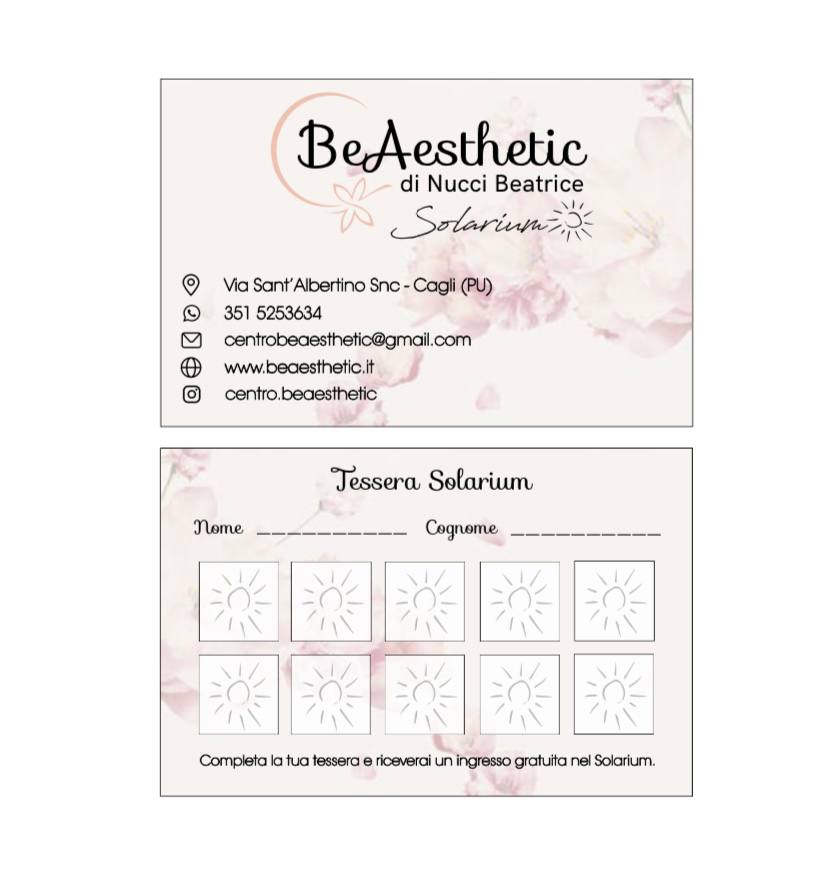 BeAesthetic
di Nucci Beatrice
Solarium
Via Sant'Albertino Snc - Cagli (PU)
351 5253634
centrobeaesthetic@gmail.com
www.beaesthetic.it
centro.beaesthetic
Tessera Solarium
Nome __________ Cognome __________
Completa la tua tessera e riceverai un ingresso gratuita nel Solarium.